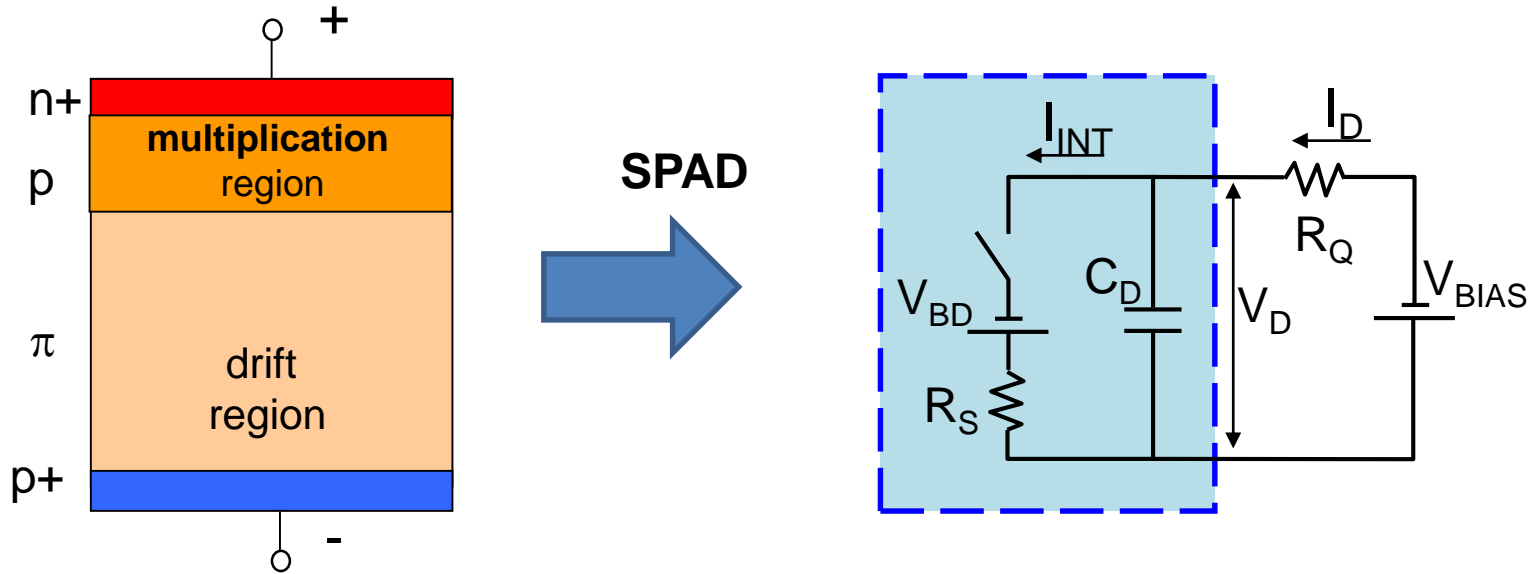 +
n+
multiplication
region
p
π
drift
region
p+
-
SPAD
I_INT
I_D
R_Q
V_BD
C_D
V_D
V_BIAS
R_S